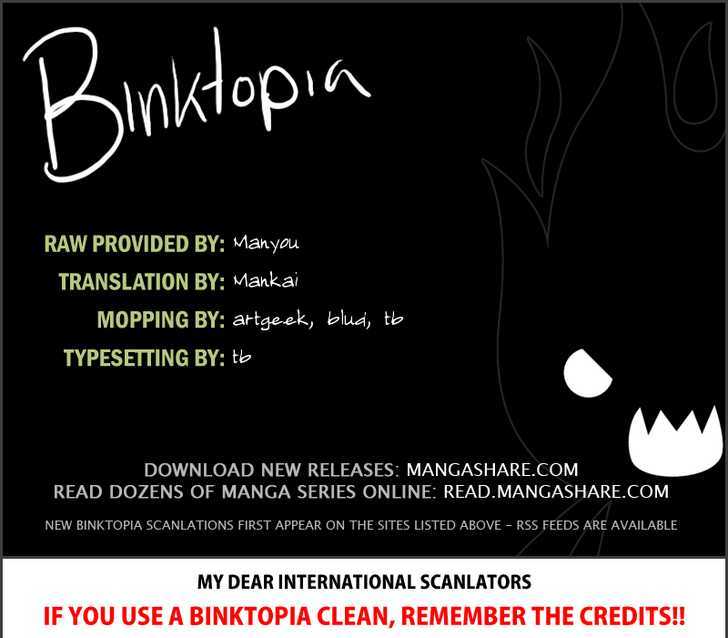 Binktopia
RAW PROVIDED BY: Manyou
TRANSLATION BY: Mankai
MOPPING BY: artgeek, blud, tb
TYPESETTING BY: tb
DOWNLOAD NEW RELEASES: MANGASHARE.COM
READ DOZENS OF MANGA SERIES ONLINE: READ.MANGASHARE.COM
NEW BINKTOPIA SCANLATIONS FIRST APPEAR ON THE SITES LISTED ABOVE - RSS FEEDS ARE AVAILABLE
MY DEAR INTERNATIONAL SCANLATORS
IF YOU USE A BINKTOPIA CLEAN, REMEMBER THE CREDITS!!